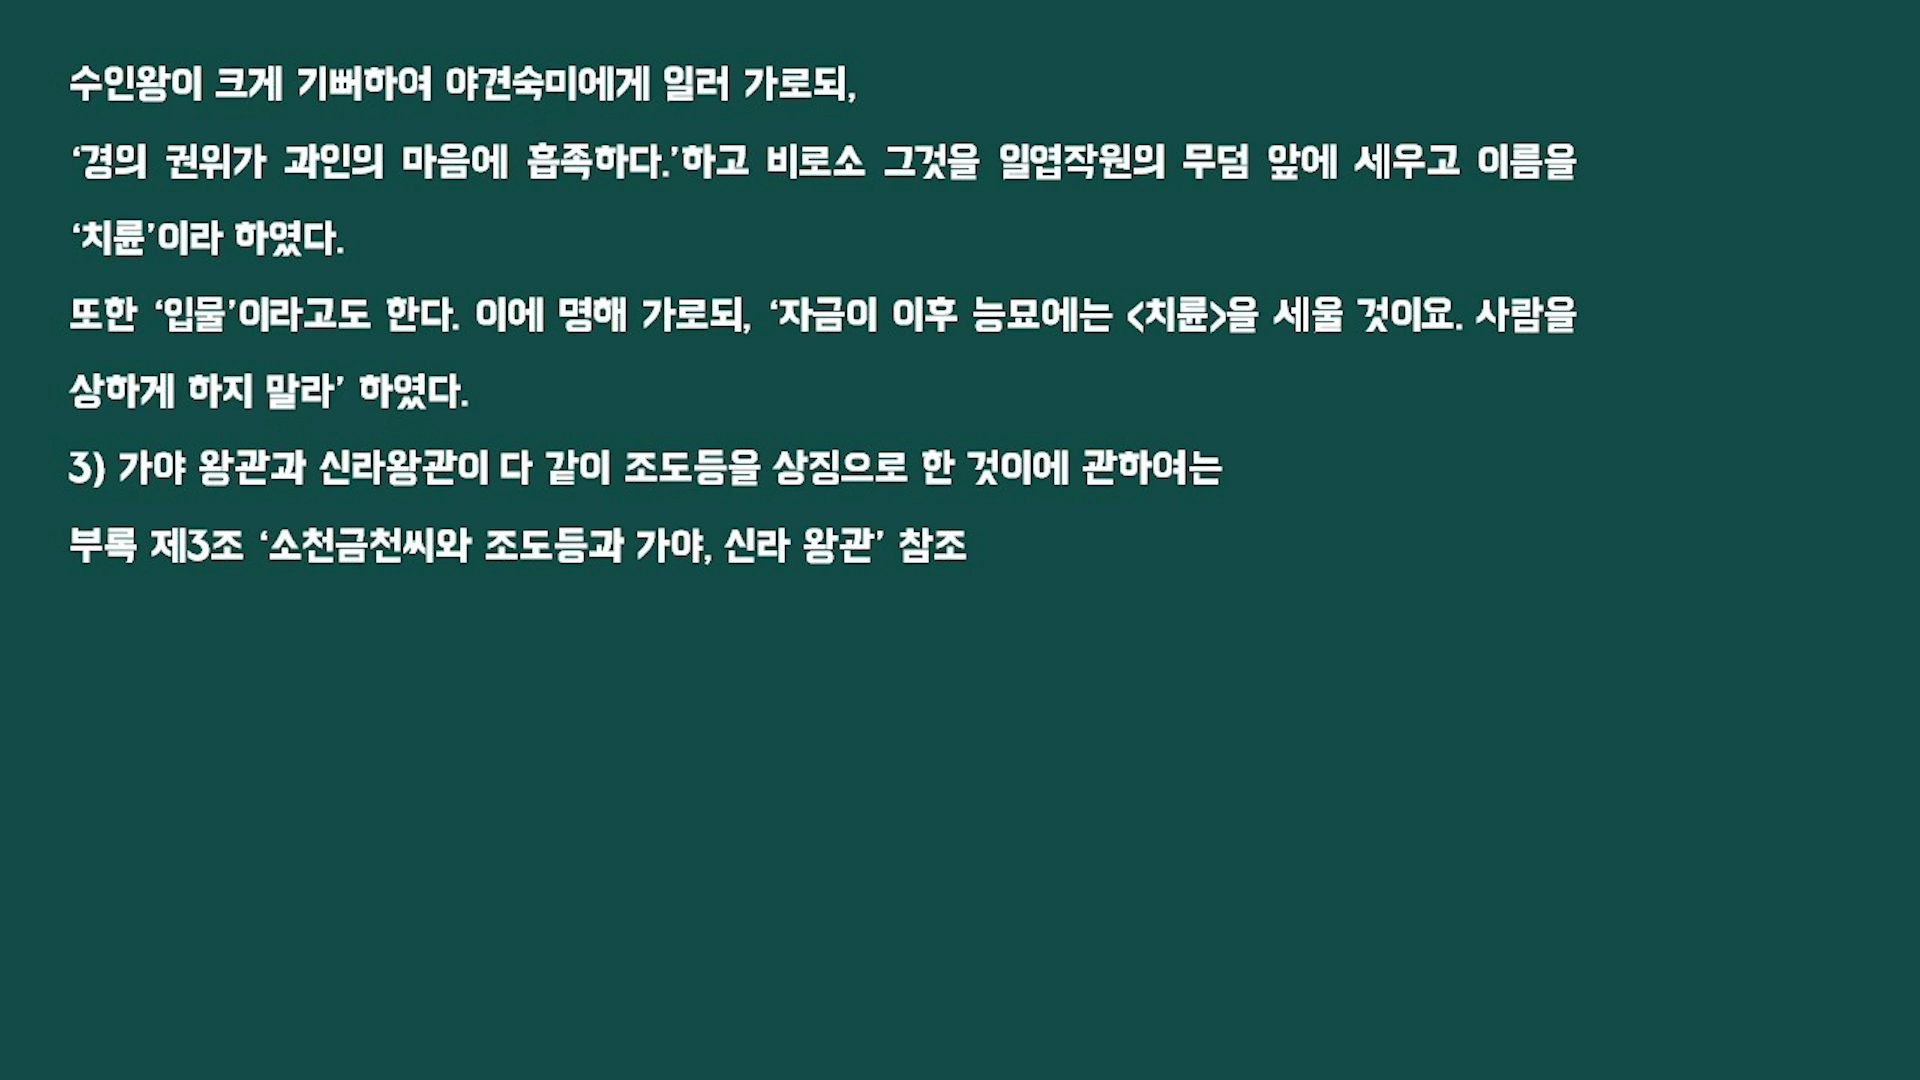 수인왕이 크게 기뻐하여 야견숙미에게 일러 가로되,
‘경의 권위가 과인의 마음에 흡족하다.’하고 비로소 그것을 일엽작원의 무덤 앞에 세우고 이름을
‘치륜’이라 하였다.
또한 ‘입물’이라고도 한다. 이에 명해 가로되, ‘자금이 이후 능묘에는 <치륜>을 세울 것이요. 사람을
상하게 하지 말라’ 하였다.
3) 가야 왕관과 신라왕관이 다 같이 조도등을 상징으로 한 것이에 관하여는
부록 제3조 ‘소천금천씨와 조도등과 가야, 신라 왕관’ 참조